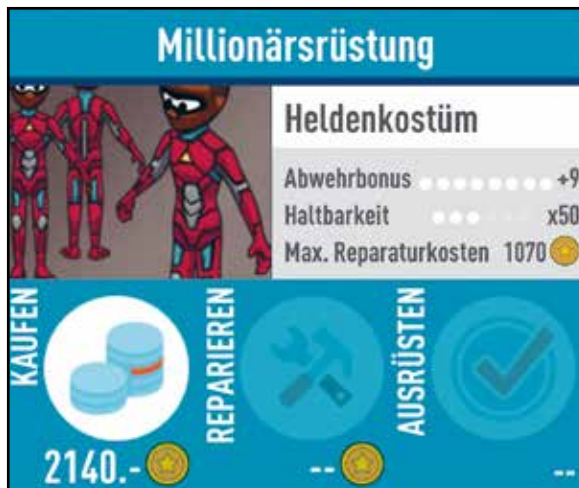 Millionärsrüstung
Heldenkostüm
Abwehrbonus +9
Haltbarkeit x50
Max. Reparaturkosten 1070
KAUFEN
2140.-
REPARIEREN
--
AUSRÜSTEN
--